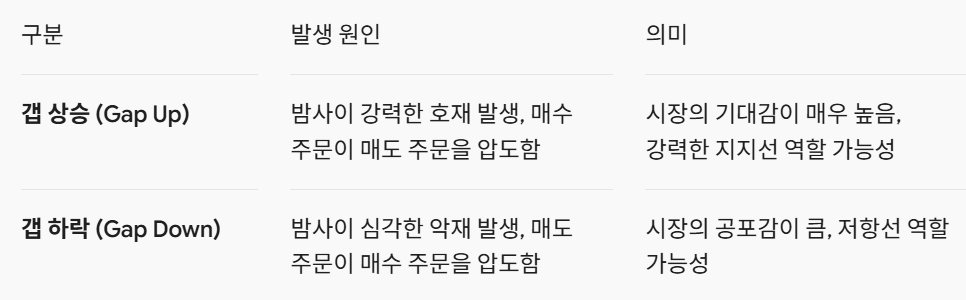 구분 발생 원인 의미
갭 상승 (Gap Up) 밤사이 강력한 호재 발생, 매수 시장의 기대감이 매우 높음,
주문이 매도 주문을 압도함 강력한 지지선 역할 가능성
갭 하락 (Gap Down) 밤사이 심각한 악재 발생, 매도 시장의 공포감이 큼, 저항선 역할
주문이 매수 주문을 압도함 가능성